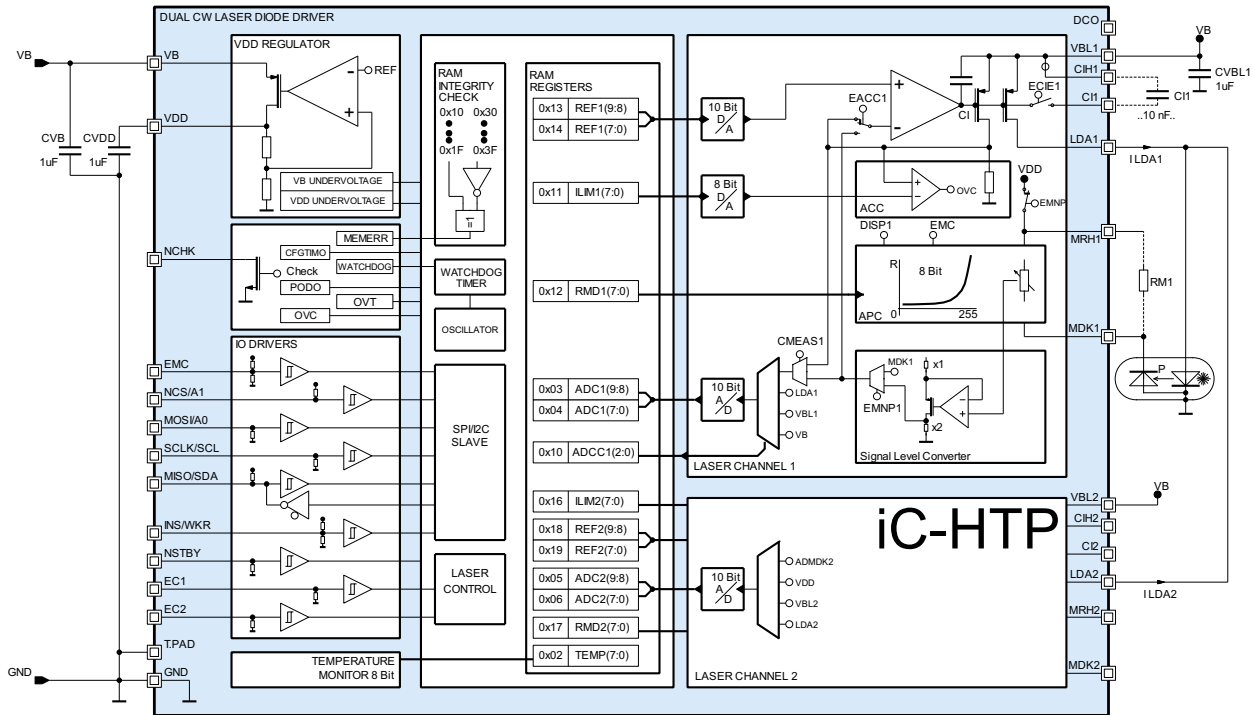 DUAL CW LASER DIODE DRIVER
DCO
VB
VB
VDD REGULATOR
REF
VDD
CVB
1uF
CVDD
1uF
VB UNDERVOLTAGE
VDD UNDERVOLTAGE
NCHK
MEMERR
CFGTIMO
WATCHDOG
Check
PODO
OVT
OVC
RAM
INTEGRITY
CHECK
0x10 0x30
0x1F 0x3F
=1
WATCHDOG
TIMER
OSCILLATOR
IO DRIVERS
EMC
NCS/A1
MOSI/A0
SCLK/SCL
MISO/SDA
INS/WKR
NSTBY
EC1
EC2
T.PAD
GND
GND
SPI/I2C
SLAVE
LASER
CONTROL
TEMPERATURE
MONITOR 8 Bit
RAM
REGISTERS
0x13 REF1(9:8)
0x14 REF1(7:0)
0x11 ILIM1(7:0)
0x12 RMD1(7:0)
0x03 ADC1(9:8)
0x04 ADC1(7:0)
0x10 ADCC1(2:0)
0x16 ILIM2(7:0)
0x18 REF2(9:8)
0x19 REF2(7:0)
0x05 ADC2(9:8)
0x06 ADC2(7:0)
0x17 RMD2(7:0)
0x02 TEMP(7:0)
10 Bit
D/A
8 Bit
D/A
10 Bit
A/D
EACC1
+
-
CI
ECIE1
+
-
OVC
ACC
VDD
EMNP
DISP1
EMC
R
8 Bit
APC
0
255
CMEAS1
LDA1
VBL1
VB
MDK1
EMNP1
x1
x2
-
+
Signal Level Converter
LASER CHANNEL 1
VBL1
CIH1
CI1
LDA1
MRH1
MDK1
VB
CVBL1
1uF
CI1
..10 nF..
I LDA1
RM1
P
iC-HTP
10 Bit
A/D
ADMDK2
VDD
VBL2
LDA2
LASER CHANNEL 2
VBL2
CIH2
CI2
LDA2
MRH2
MDK2
VB
I LDA2